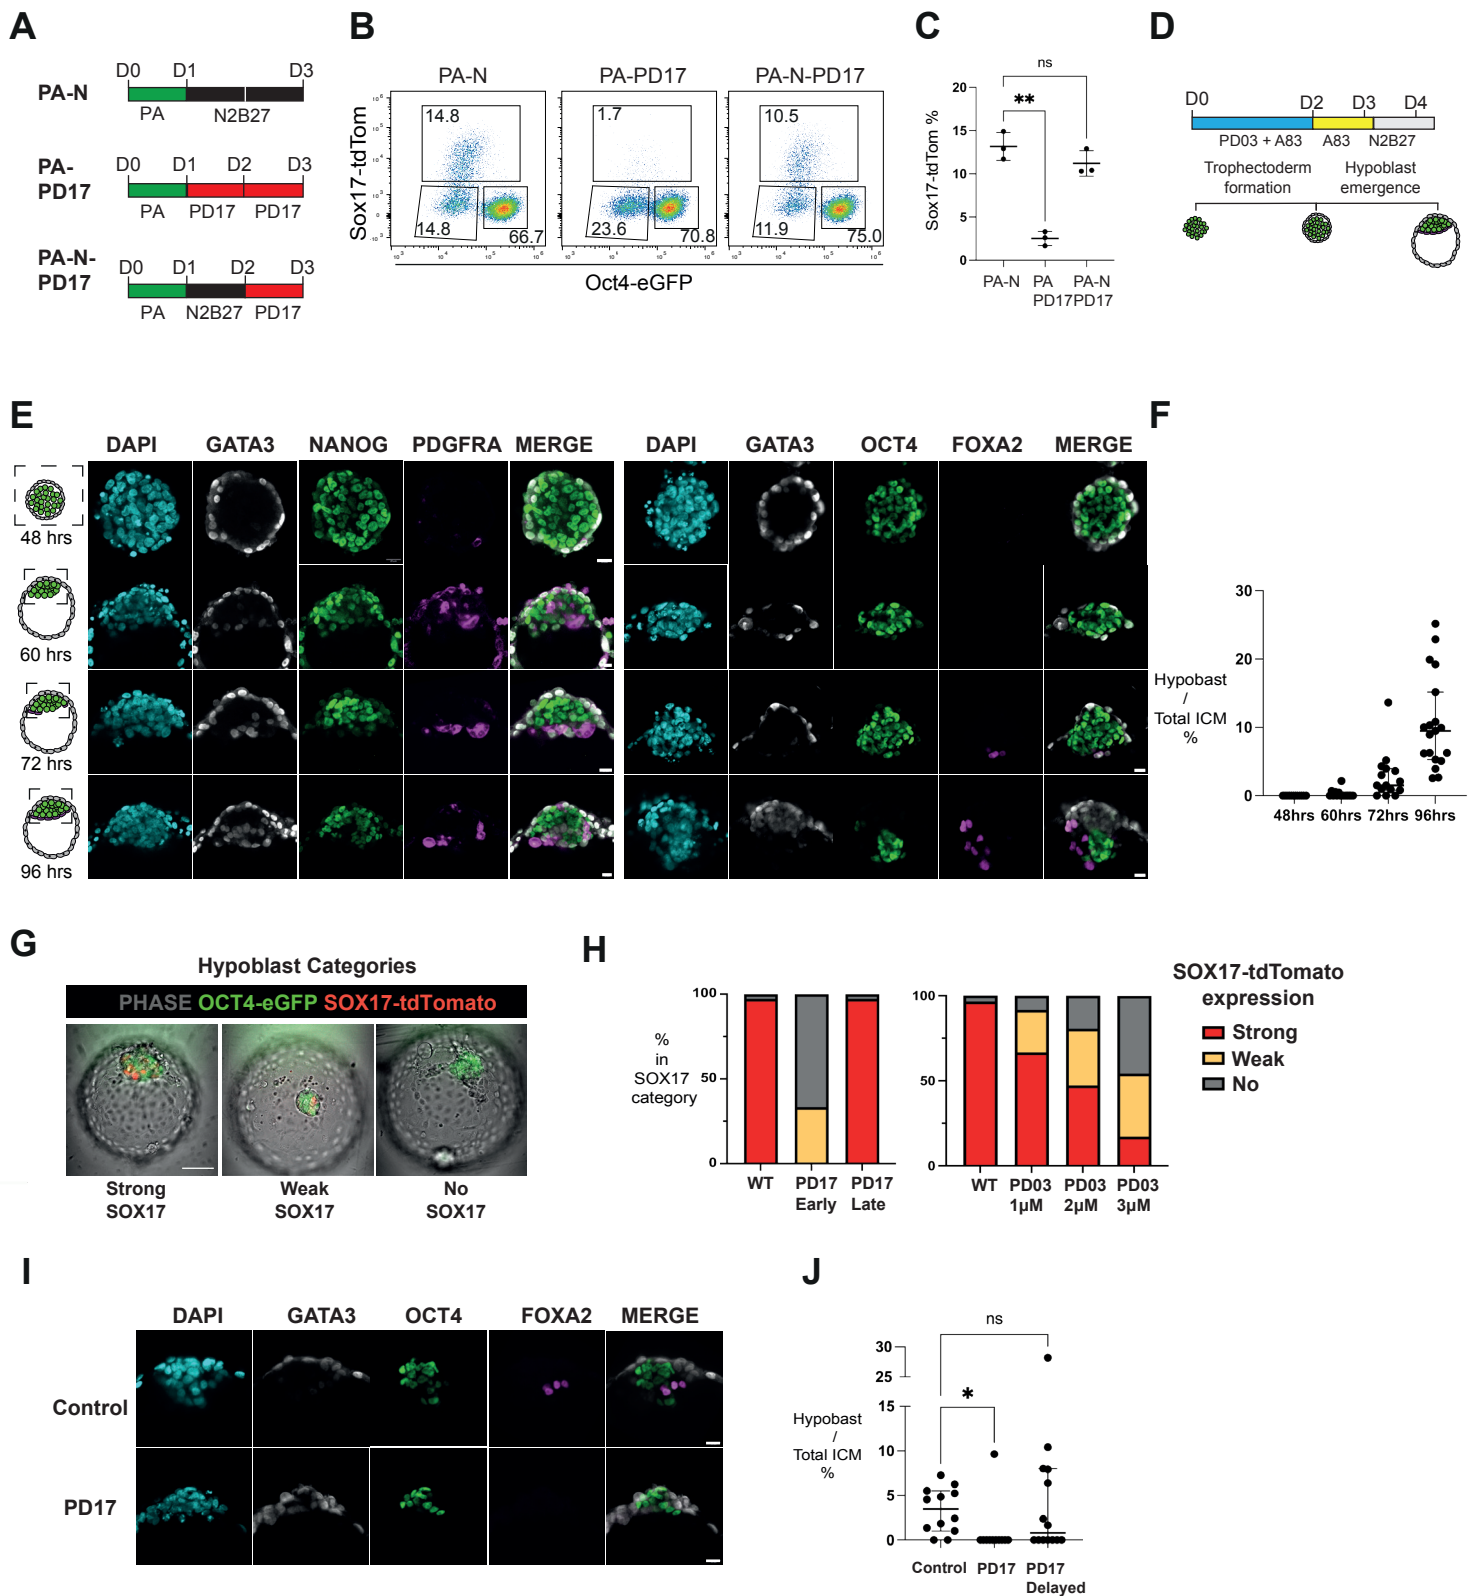 A
D0 D1 D3
PA-N
PA N2B27
D0 D1 D2 D3
PA-
PD17
PA PD17 PD17
PA-N-
PD17
D0 D1 D2 D3
PA N2B27 PD17
B
PA-N PA-PD17 PA-N-PD17
Sox17-tdTom
14.8 1.7 10.5
14.8 66.7 23.6 70.8 11.9 75.0
Oct4-eGFP
C
ns
**
Sox17-tdTom %
20
15
10
5
0
PA-N PA PA-N
PD17 PD17
D
D0 D2 D3 D4
PD03 + A83 A83 N2B27
Trophectoderm Hypoblast
formation emergence
E
DAPI GATA3 NANOG PDGFRA MERGE DAPI GATA3 OCT4 FOXA2 MERGE
48 hrs
60 hrs
72 hrs
96 hrs
F
30
20
10
0
Hypobast
/
Total ICM
%
48hrs 60hrs 72hrs 96hrs
G
Hypoblast Categories
PHASE OCT4-eGFP SOX17-tdTomato
Strong Weak No
SOX17 SOX17 SOX17
H
100
50
0
%
in
SOX17
category
WT PD17 PD17
Early Late
100
50
0
WT PD03 PD03 PD03
1µM 2µM 3µM
SOX17-tdTomato
expression
Strong
Weak
No
I
DAPI GATA3 OCT4 FOXA2 MERGE
Control
PD17
J
ns
*
30
25
15
10
5
0
Hypobast
/
Total ICM
%
Control PD17 PD17
Delayed